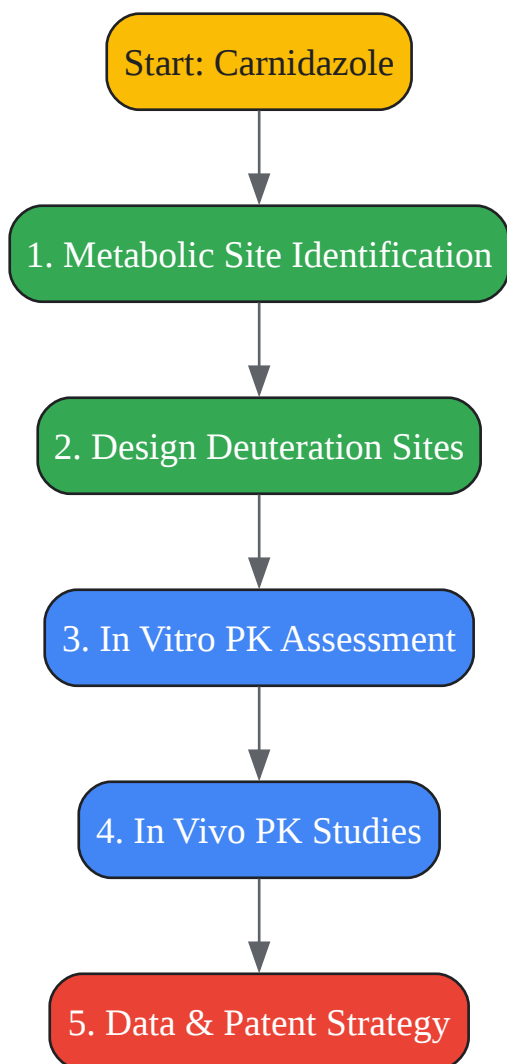 Start: Carnidazole
1. Metabolic Site Identification
2. Design Deuteration Sites
3. In Vitro PK Assessment
4. In Vivo PK Studies
5. Data & Patent Strategy